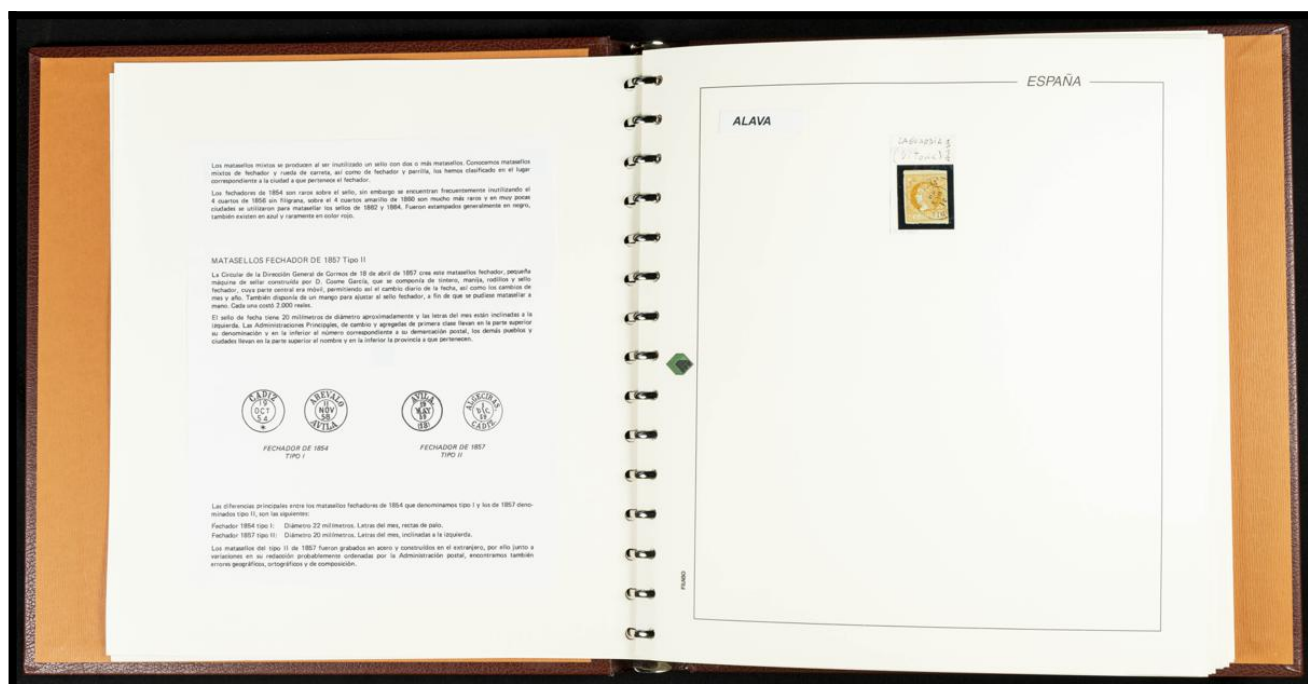 Los matasellos mixtos se producen al ser inutilizado un sello con dos o más matasellos. Conocemos matasellos
mixtos de fechador y rueda de carreta, así como de fechador y parrilla, los hemos clasificado en el lugar
correspondiente a la ciudad a que pertenece el fechador.
Los fechadores de 1854 son raros sobre el sello, sin embargo se encuentran frecuentemente inutilizando el
4 cuartos de 1856 sin filigrana, sobre el 4 cuartos amarillo de 1860 son mucho más raros y en muy pocas
ciudades se utilizaron para matasellar los sellos de 1862 y 1864. Fueron estampados generalmente en negro,
también existen en azul y raramente en color rojo.
MATASELLOS FECHADOR DE 1857 Tipo II
La Circular de la Dirección General de Correos de 18 de abril de 1857 crea este matasellos fechador, pequeña
máquina de sellar construida por D. Cosme García, que se componía de tintero, manija, rodillos y sello
fechador, cuya parte central era móvil, permitiendo así el cambio diario de la fecha, así como los cambios de
mes y año. También disponía de un mango para ajustar el sello fechador, a fin de que se pudiese matasellar a
mano. Cada una costó 2.000 reales.
El sello de fecha tiene 20 milímetros de diámetro aproximadamente y las letras del mes están inclinadas a la
izquierda. Las Administraciones Principales, de cambio y agregadas de primera clase llevan en la parte superior
su denominación y en la inferior el número correspondiente a su demarcación postal, los demás pueblos y
ciudades llevan en la parte superior el nombre y en la inferior la provincia a que pertenecen.
CADIZ
19
OCT
54
*
AREVALO
11
NOV
58
AVILA
AVILA
19
MAY
59
ALGECIRAS
1
DIC.
59
CADIZ
FECHADOR DE 1854
TIPO I
FECHADOR DE 1857
TIPO II
Las diferencias principales entre los matasellos fechadores de 1854 que denominamos tipo I y los de 1857 deno-
minados tipo II, son las siguientes:
Fechador 1854 tipo I: Diámetro 22 milímetros. Letras del mes, rectas de palo.
Fechador 1857 tipo II: Diámetro 20 milímetros. Letras del mes, inclinadas a la izquierda.
Los matasellos del tipo II de 1857 fueron grabados en acero y construidos en el extranjero, por ello junto a
variaciones en su redacción probablemente ordenadas por la Administración postal, encontramos también
errores geográficos, ortográficos y de composición.
ESPAÑA
ALAVA
FILABO